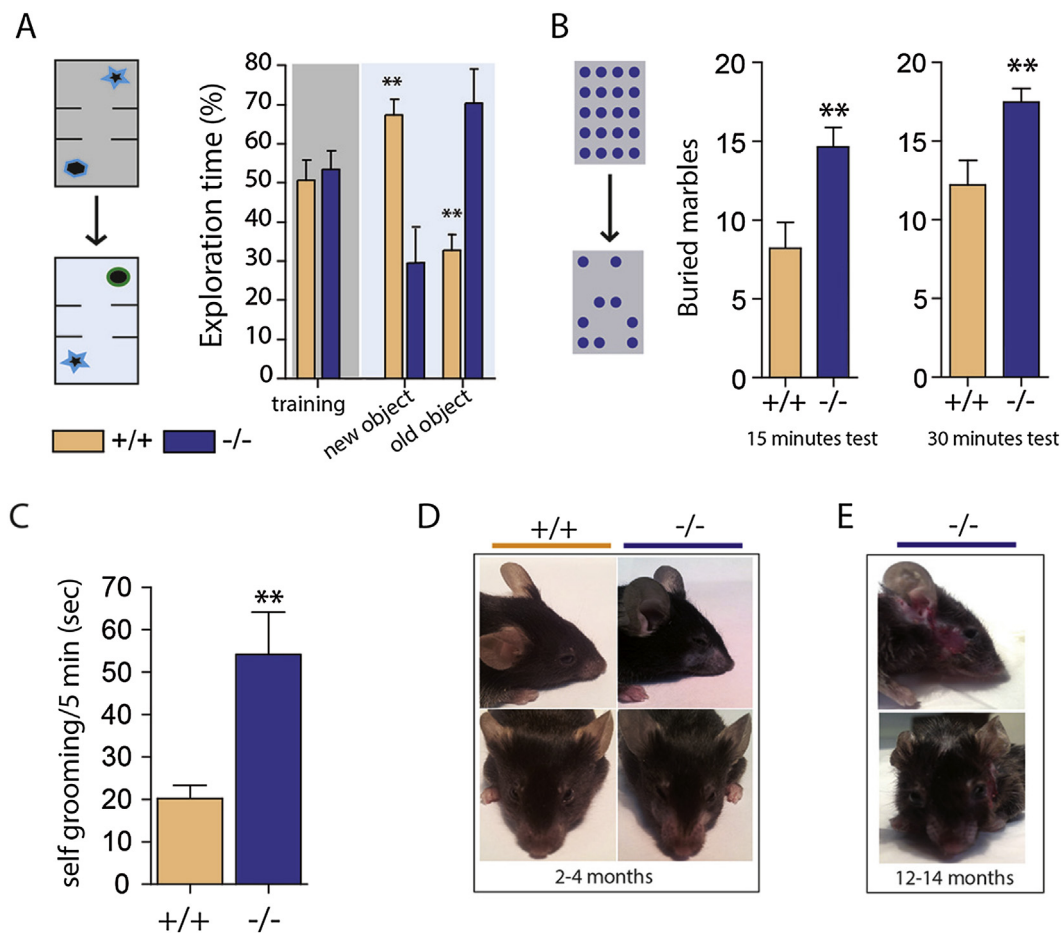 A
Exploration time (%)
80
70
60
50
40
30
20
10
0
**
**
training
new object
old object
+/+
-/-
B
Buried marbles
20
15
10
5
0
**
+/+
-/-
15 minutes test
20
15
10
5
0
**
+/+
-/-
30 minutes test
C
self grooming/5 min (sec)
70
60
50
40
30
20
10
0
**
+/+
-/-
D
+/+
-/-
2-4 months
E
-/-
12-14 months